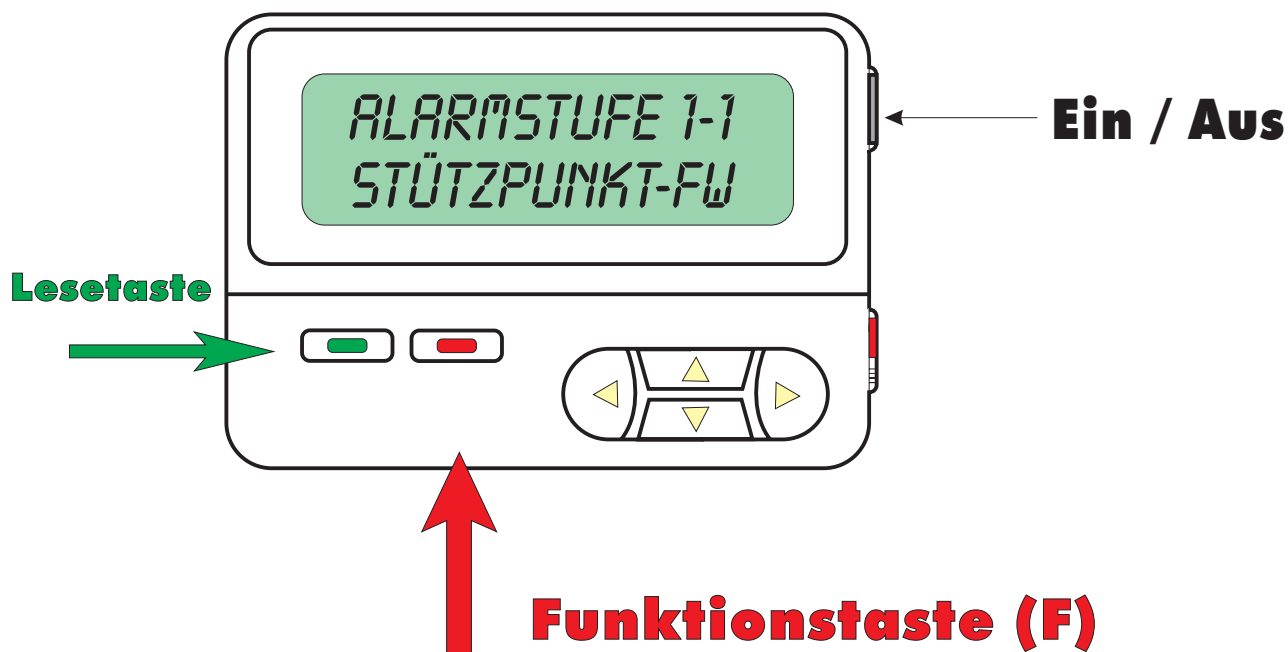 ALARMSTUFE 1-1
STÜTZPUNKT-FW
Ein / Aus
Lesetaste
Funktionstaste (F)